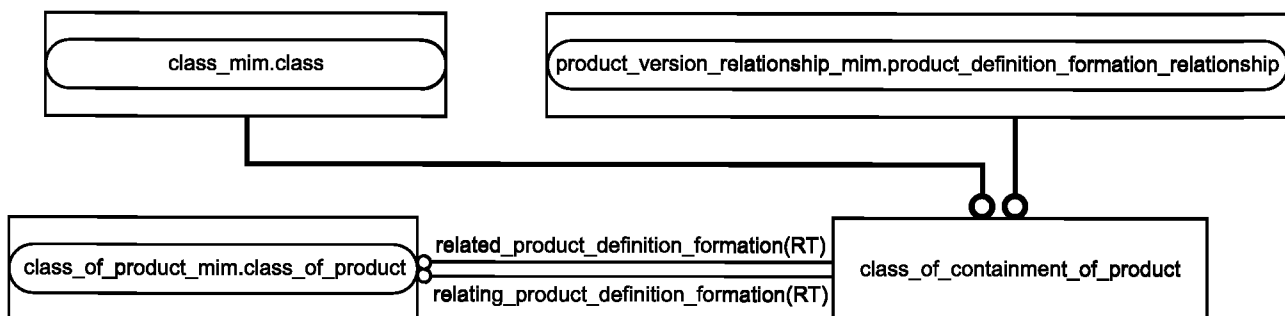 class_mim.class
product_version_relationship_mim.product_definition_formation_relationship
related_product_definition_formation(RT)
class_of_product_mim.class_of_product
class_of_containment_of_product
relating_product_definition_formation(RT)